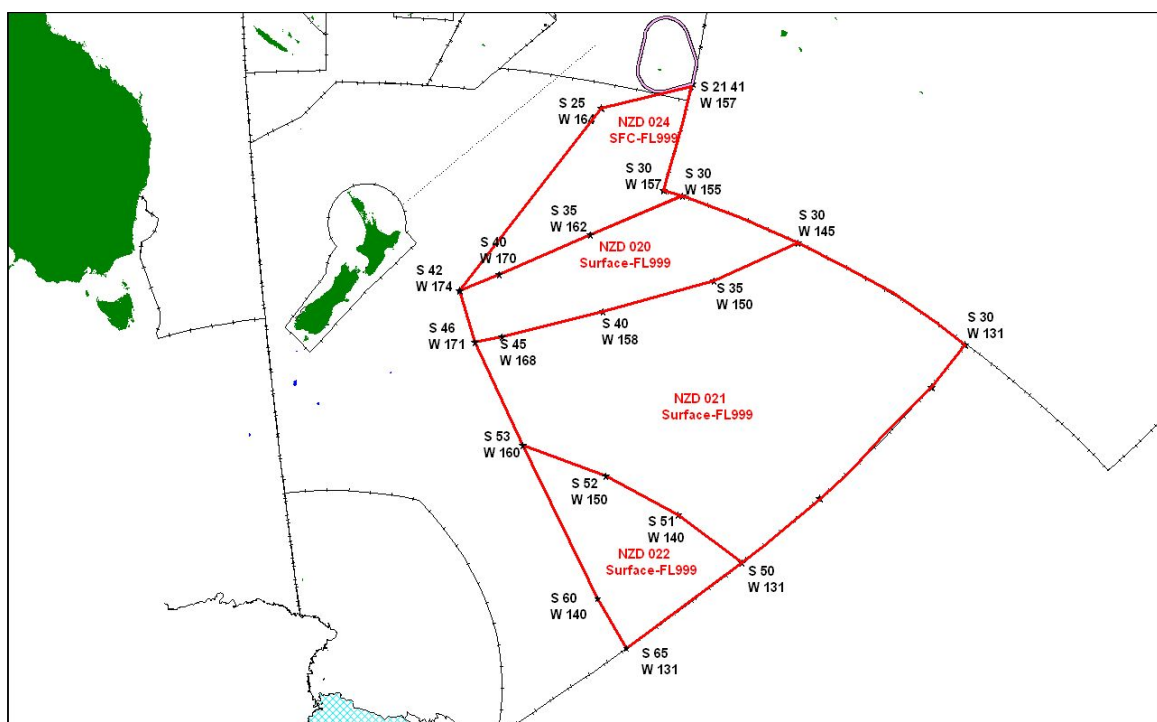 S 21 41
W 157
S 25
W 164
NZD 024
SFC-FL999
S 30
W 157
S 30
W 155
S 35
W 162
S 30
W 145
S 40
W 170
NZD 020
Surface-FL999
S 42
W 174
S 35
W 150
S 40
W 158
S 46
W 171
S 45
W 168
S 30
W 131
NZD 021
Surface-FL999
S 53
W 160
S 52
W 150
S 51
W 140
NZD 022
Surface-FL999
S 50
W 131
S 60
W 140
S 65
W 131